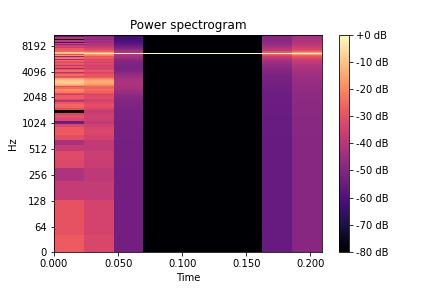 Power spectrogram
8192
4096
2048
1024
512
256
128
64
0
Hz
0.000 0.050 0.100 0.150 0.200
Time
+0 dB
-10 dB
-20 dB
-30 dB
-40 dB
-50 dB
-60 dB
-70 dB
-80 dB